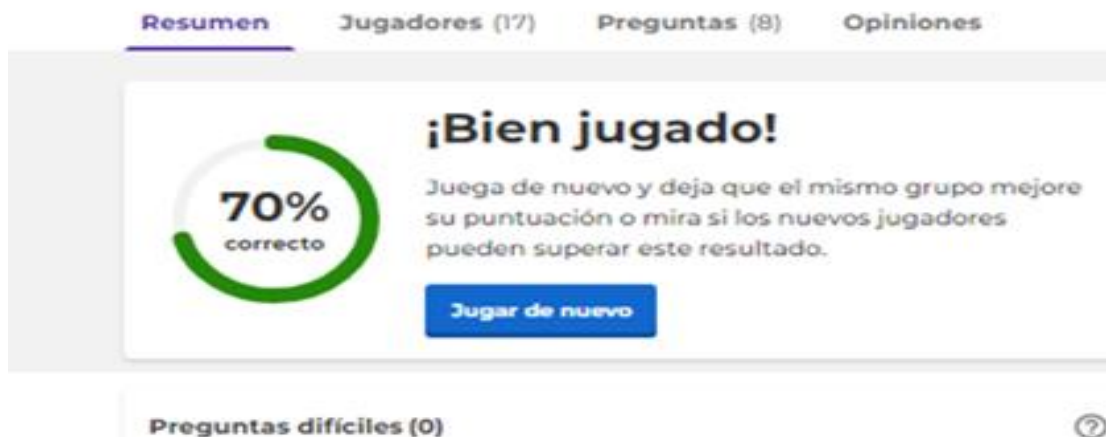 Resumen Jugadores (17) Preguntas (8) Opiniones
¡Bien jugado!
70%
correcto
Juega de nuevo y deja que el mismo grupo mejore
su puntuación o mira si los nuevos jugadores
pueden superar este resultado.
Jugar de nuevo
Preguntas difíciles (0) ?